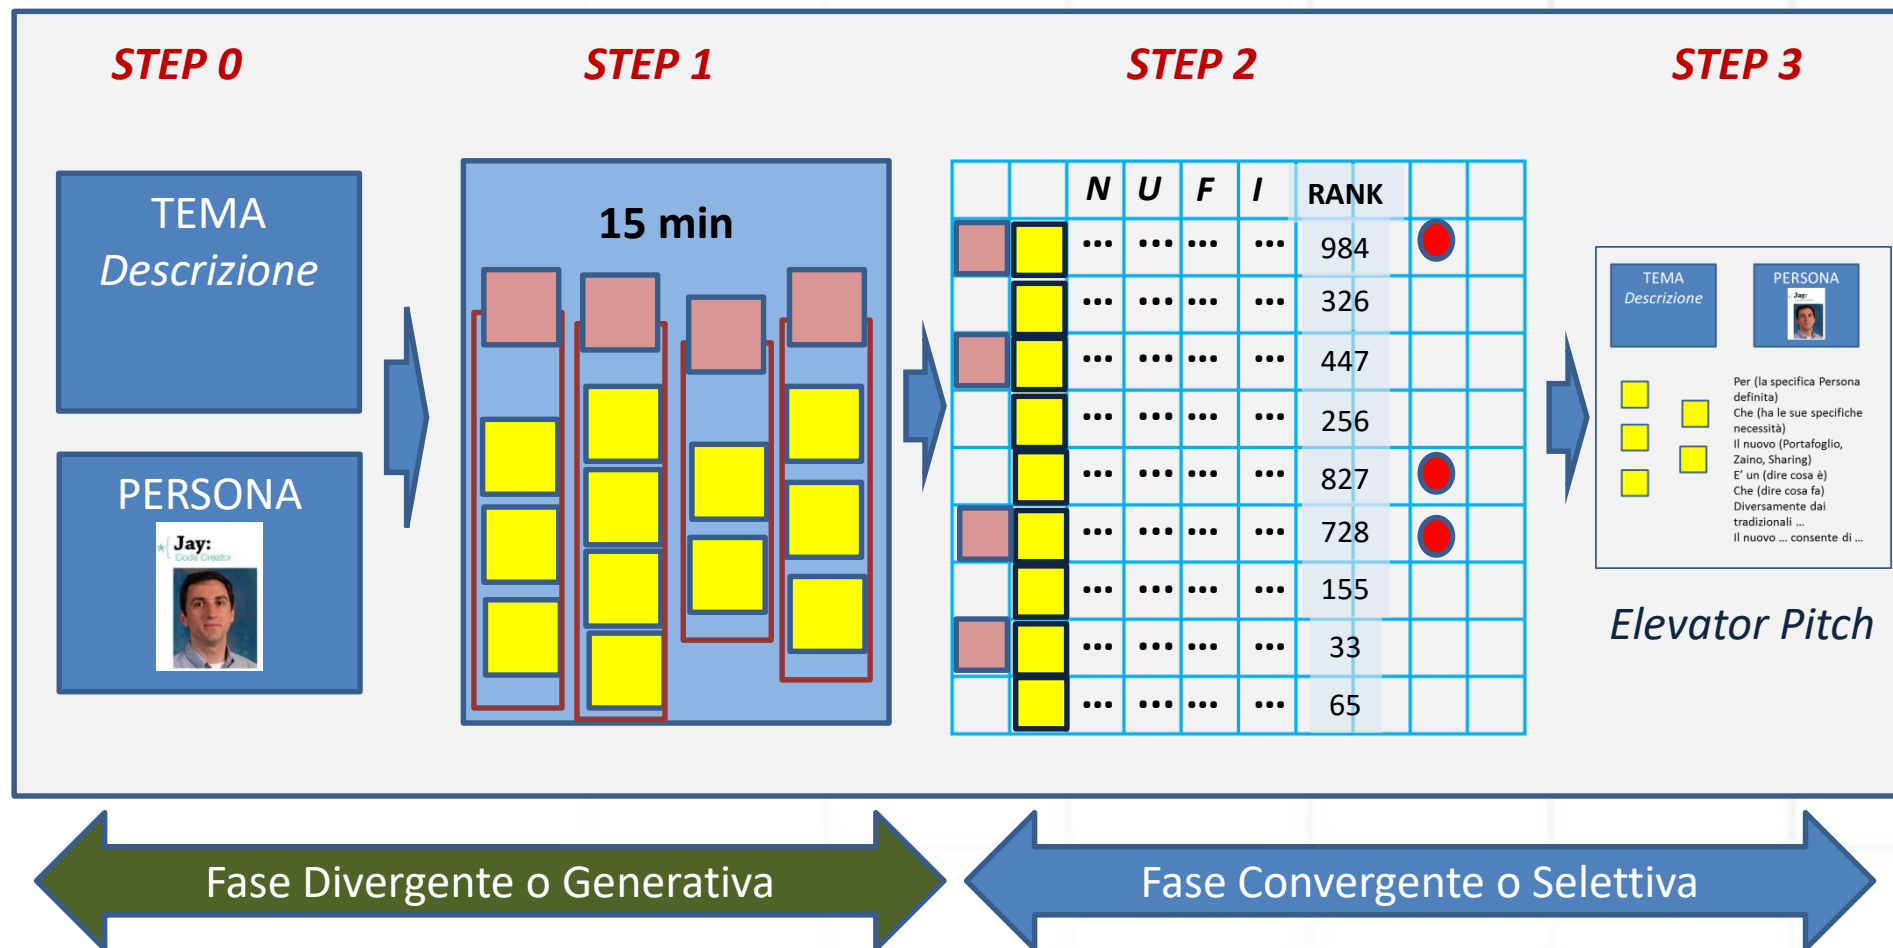 STEP 0
STEP 1
STEP 2
STEP 3
TEMA
Descrizione
PERSONA
*{ Jay:
Code Creator
15 min
N U F I RANK
... ... ... ... 984
... ... ... ... 326
... ... ... ... 447
... ... ... ... 256
... ... ... ... 827
... ... ... ... 728
... ... ... ... 155
... ... ... ... 33
... ... ... ... 65
TEMA
Descrizione
PERSONA
Jay:
Per (la specifica Persona
definita)
Che (ha le sue specifiche
necessità)
Il nuovo (Portafoglio,
Zaino, Sharing)
E' un (dire cosa è)
Che (dire cosa fa)
Diversamente dai
tradizionali ...
Il nuovo ... consente di ...
Elevator Pitch
Fase Divergente o Generativa
Fase Convergente o Selettiva